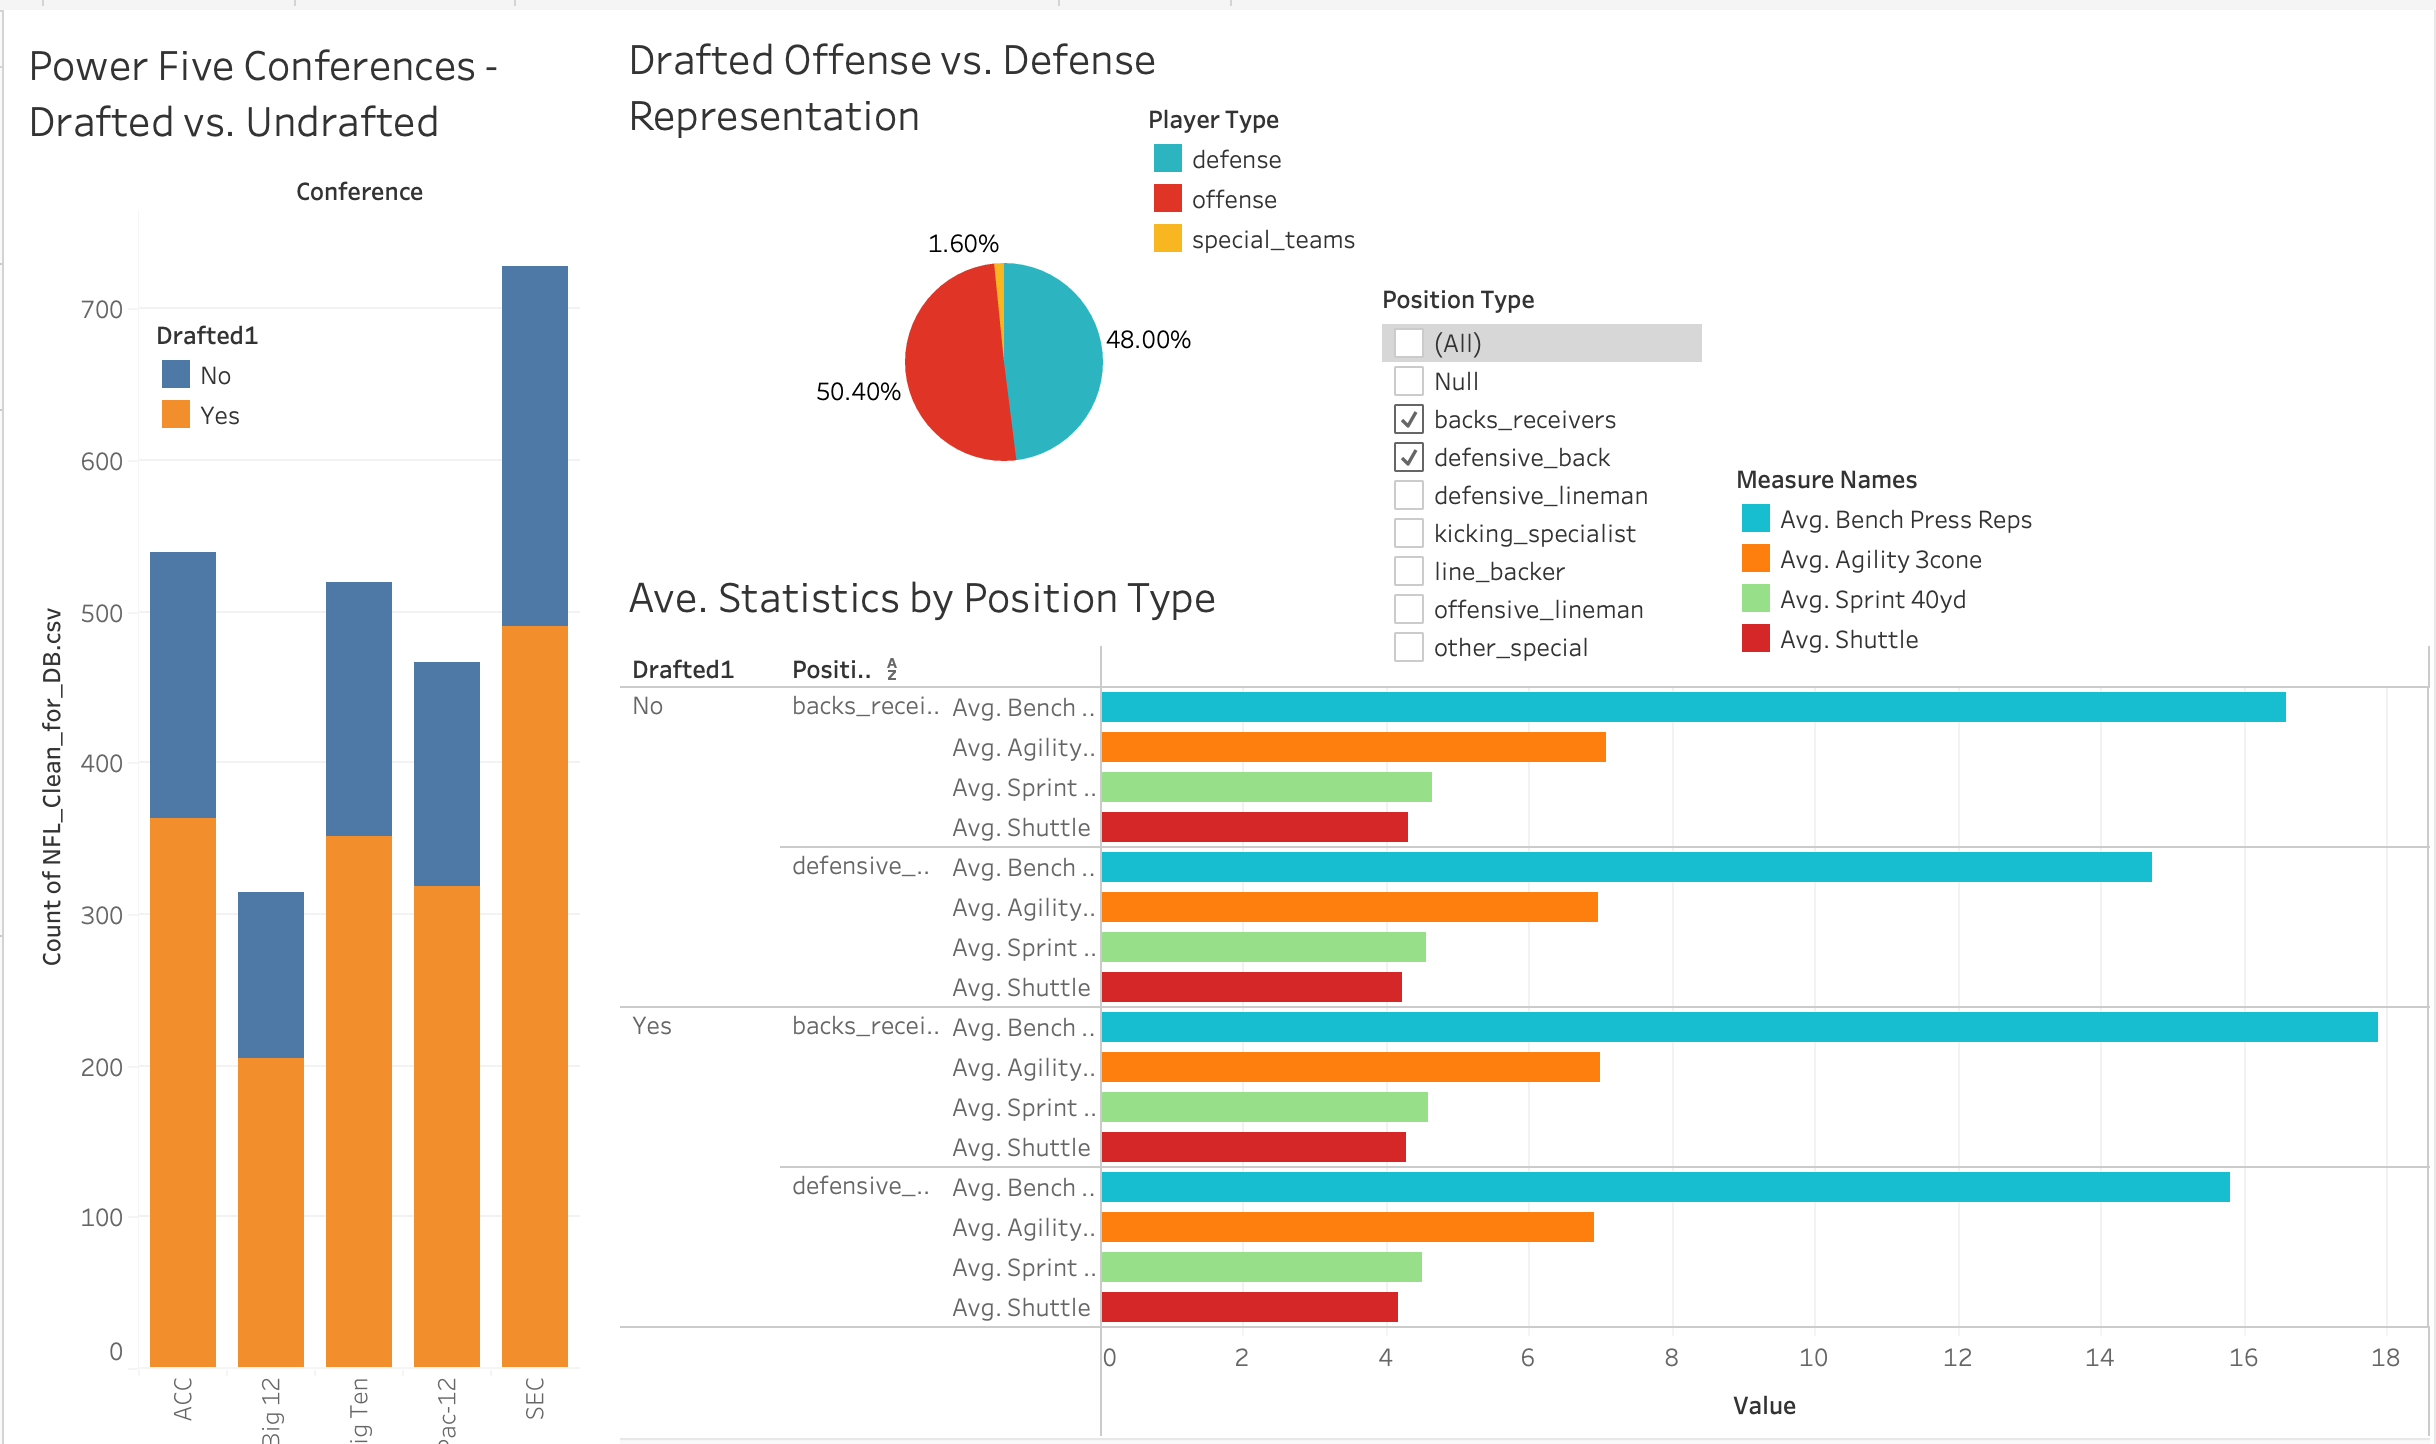 Power Five Conferences -
Drafted vs. Undrafted
Conference
700
600
500
400
300
200
100
0
Count of NFL_Clean_for_DB.csv
Drafted1
No
Yes
ACC
Big 12
ig Ten
Pac-12
SEC
Drafted Offense vs. Defense
Representation
Player Type
defense
offense
special_teams
1.60%
48.00%
50.40%
Position Type
(All)
Null
backs_receivers
defensive_back
defensive_lineman
kicking_specialist
line_backer
offensive_lineman
other_special
Measure Names
Avg. Bench Press Reps
Avg. Agility 3cone
Avg. Sprint 40yd
Avg. Shuttle
Ave. Statistics by Position Type
Drafted1 Positi..
No backs_recei.. Avg. Bench ..
Avg. Agility..
Avg. Sprint ..
Avg. Shuttle
defensive_.. Avg. Bench ..
Avg. Agility..
Avg. Sprint ..
Avg. Shuttle
Yes backs_recei.. Avg. Bench ..
Avg. Agility..
Avg. Sprint ..
Avg. Shuttle
defensive_.. Avg. Bench ..
Avg. Agility..
Avg. Sprint ..
Avg. Shuttle
0 2 4 6 8 10 12 14 16 18
Value